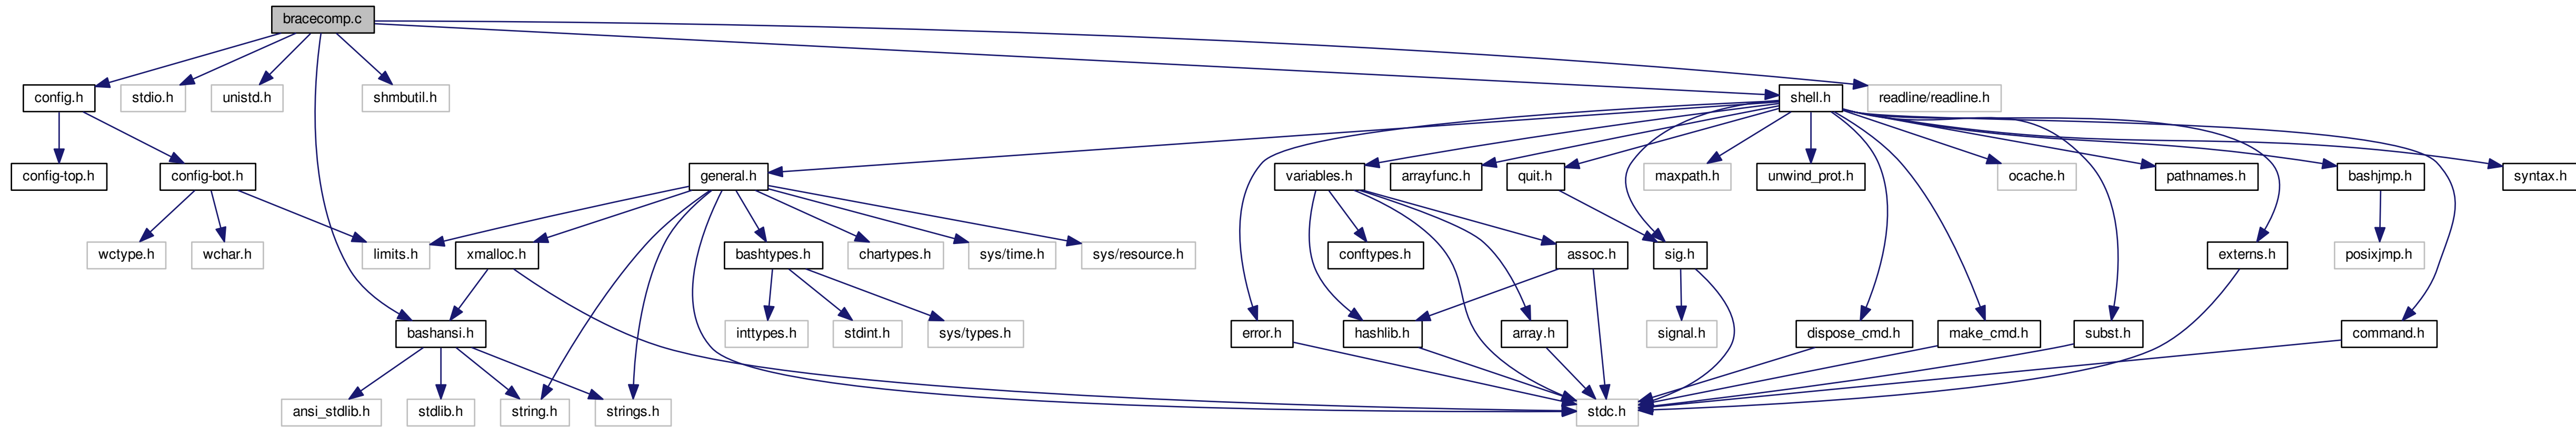 bracecomp.c
config.h
stdio.h
unistd.h
shmbutil.h
shell.h
readline/readline.h
config-top.h
config-bot.h
general.h
variables.h
arrayfunc.h
quit.h
maxpath.h
unwind_prot.h
ocache.h
pathnames.h
bashjmp.h
syntax.h
wctype.h
wchar.h
limits.h
xmalloc.h
bashtypes.h
chartypes.h
sys/time.h
sys/resource.h
conftypes.h
assoc.h
sig.h
externs.h
posixjmp.h
bashansi.h
inttypes.h
stdint.h
sys/types.h
error.h
hashlib.h
array.h
signal.h
dispose_cmd.h
make_cmd.h
subst.h
command.h
ansi_stdlib.h
stdlib.h
string.h
strings.h
stdc.h